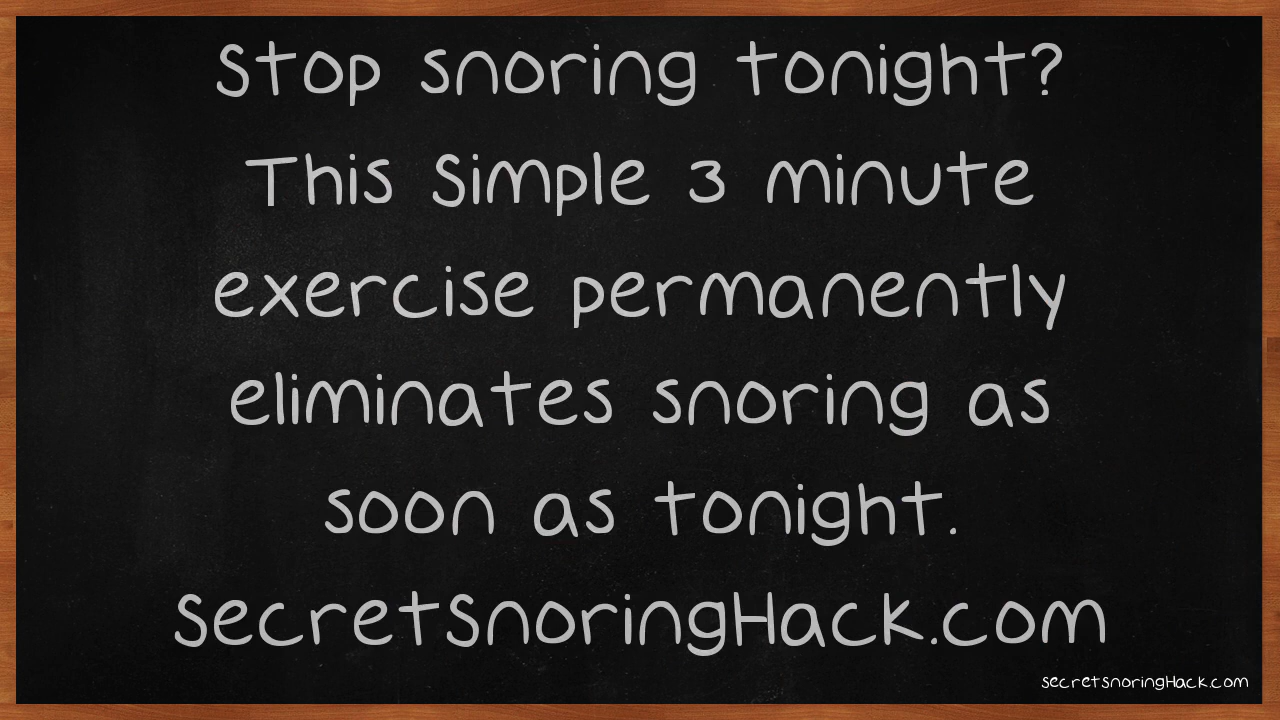 Stop snoring tonight?
This Simple 3 minute
exercise permanently
eliminates snoring as
soon as tonight.
SecretSnoringHack.com
secretsnoringHack.com